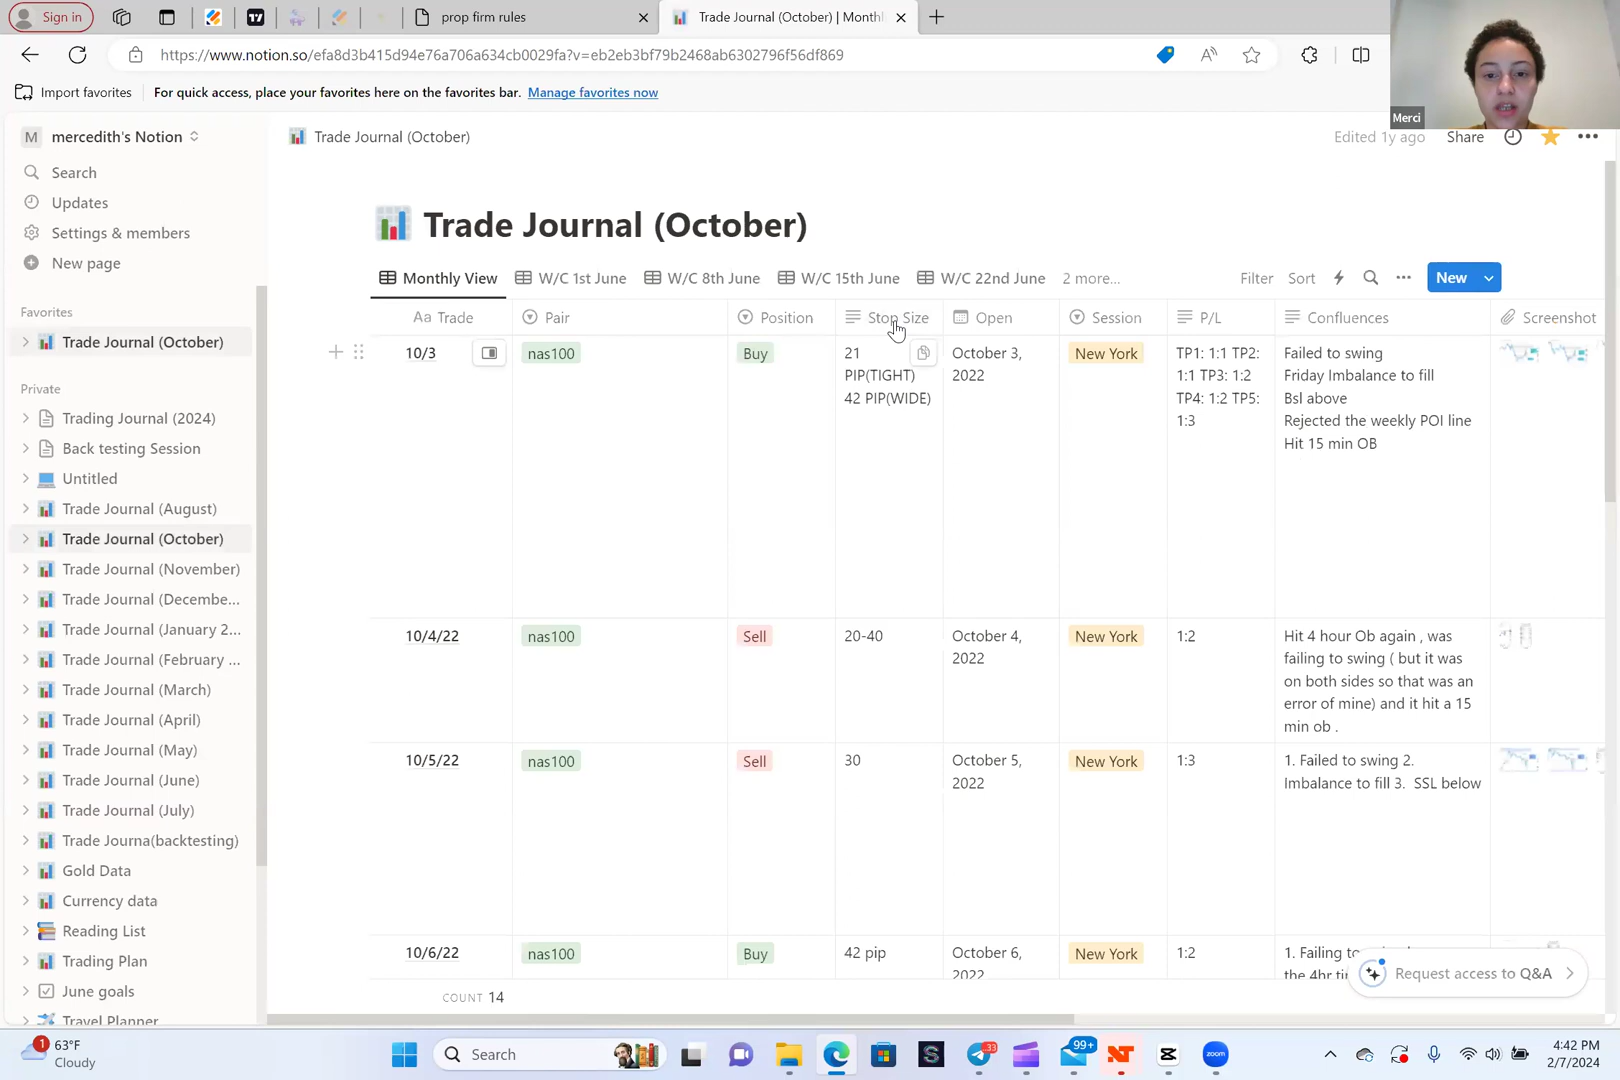 Sign in
prop firm rules
Trade Journal (October) | Monthl
https://www.notion.so/efa8d3b415d94e76a706a634cb0029fa?v=eb2eb3bf79b2468ab6302796f56df869
Import favorites
For quick access, place your favorites here on the favorites bar. Manage favorites now
Merci
M mercedith's Notion
Search
Updates
Settings & members
New page
Favorites
Trade Journal (October)
Private
Trading Journal (2024)
Back testing Session
Untitled
Trade Journal (August)
Trade Journal (October)
Trade Journal (November)
Trade Journal (Decembe...
Trade Journal (January 2...
Trade Journal (February ...
Trade Journal (March)
Trade Journal (April)
Trade Journal (May)
Trade Journal (June)
Trade Journal (July)
Trade Journa(backtesting)
Gold Data
Currency data
Reading List
Trading Plan
June goals
Travel Planner
Trade Journal (October)
Edited 1y ago Share
Trade Journal (October)
Monthly View W/C 1st June W/C 8th June W/C 15th June W/C 22nd June 2 more...
Filter Sort New
Aa Trade Pair Position Stop Size Open Session P/L Confluences Screenshot
10/3
nas100
Buy
21
PIP(TIGHT)
42 PIP(WIDE)
October 3,
2022
New York
TP1: 1:1 TP2:
1:1 TP3: 1:2
TP4: 1:2 TP5:
1:3
Failed to swing
Friday Imbalance to fill
Bsl above
Rejected the weekly POI line
Hit 15 min OB
10/4/22
nas100
Sell
20-40
October 4,
2022
New York
1:2
Hit 4 hour Ob again , was
failing to swing ( but it was
on both sides so that was an
error of mine) and it hit a 15
min ob .
10/5/22
nas100
Sell
30
October 5,
2022
New York
1:3
1. Failed to swing 2.
Imbalance to fill 3. SSL below
10/6/22
nas100
Buy
42 pip
October 6,
2022
New York
1:2
1. Failing to
the 4hr
COUNT 14
Request access to Q&A
1
63°F
Cloudy
Search
33
99+
zoom
4:42 PM
2/7/2024